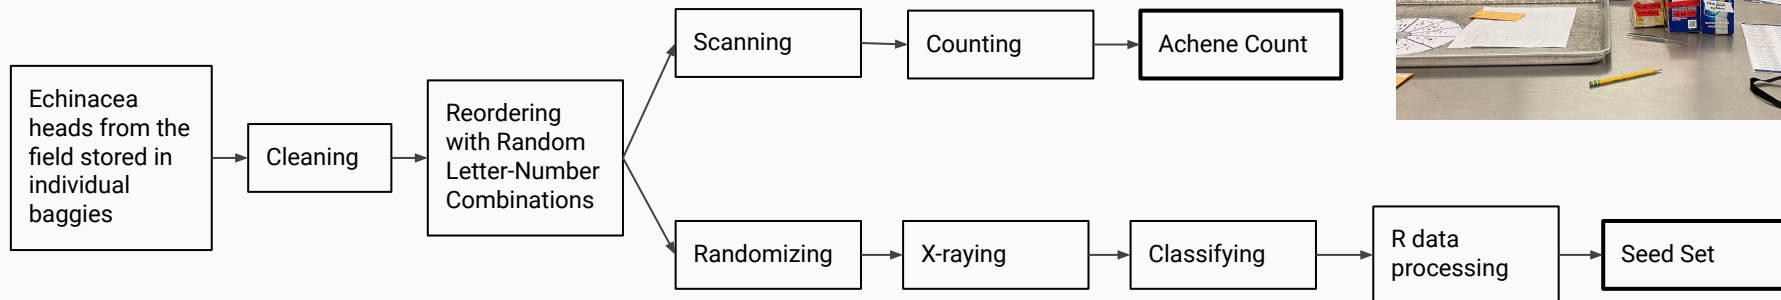 Echinacea
heads from the
field stored in
individual
baggies
Cleaning
Reordering
with Random
Letter-Number
Combinations
Scanning
Counting
Achene Count
Randomizing
X-raying
Classifying
R data
processing
Seed Set